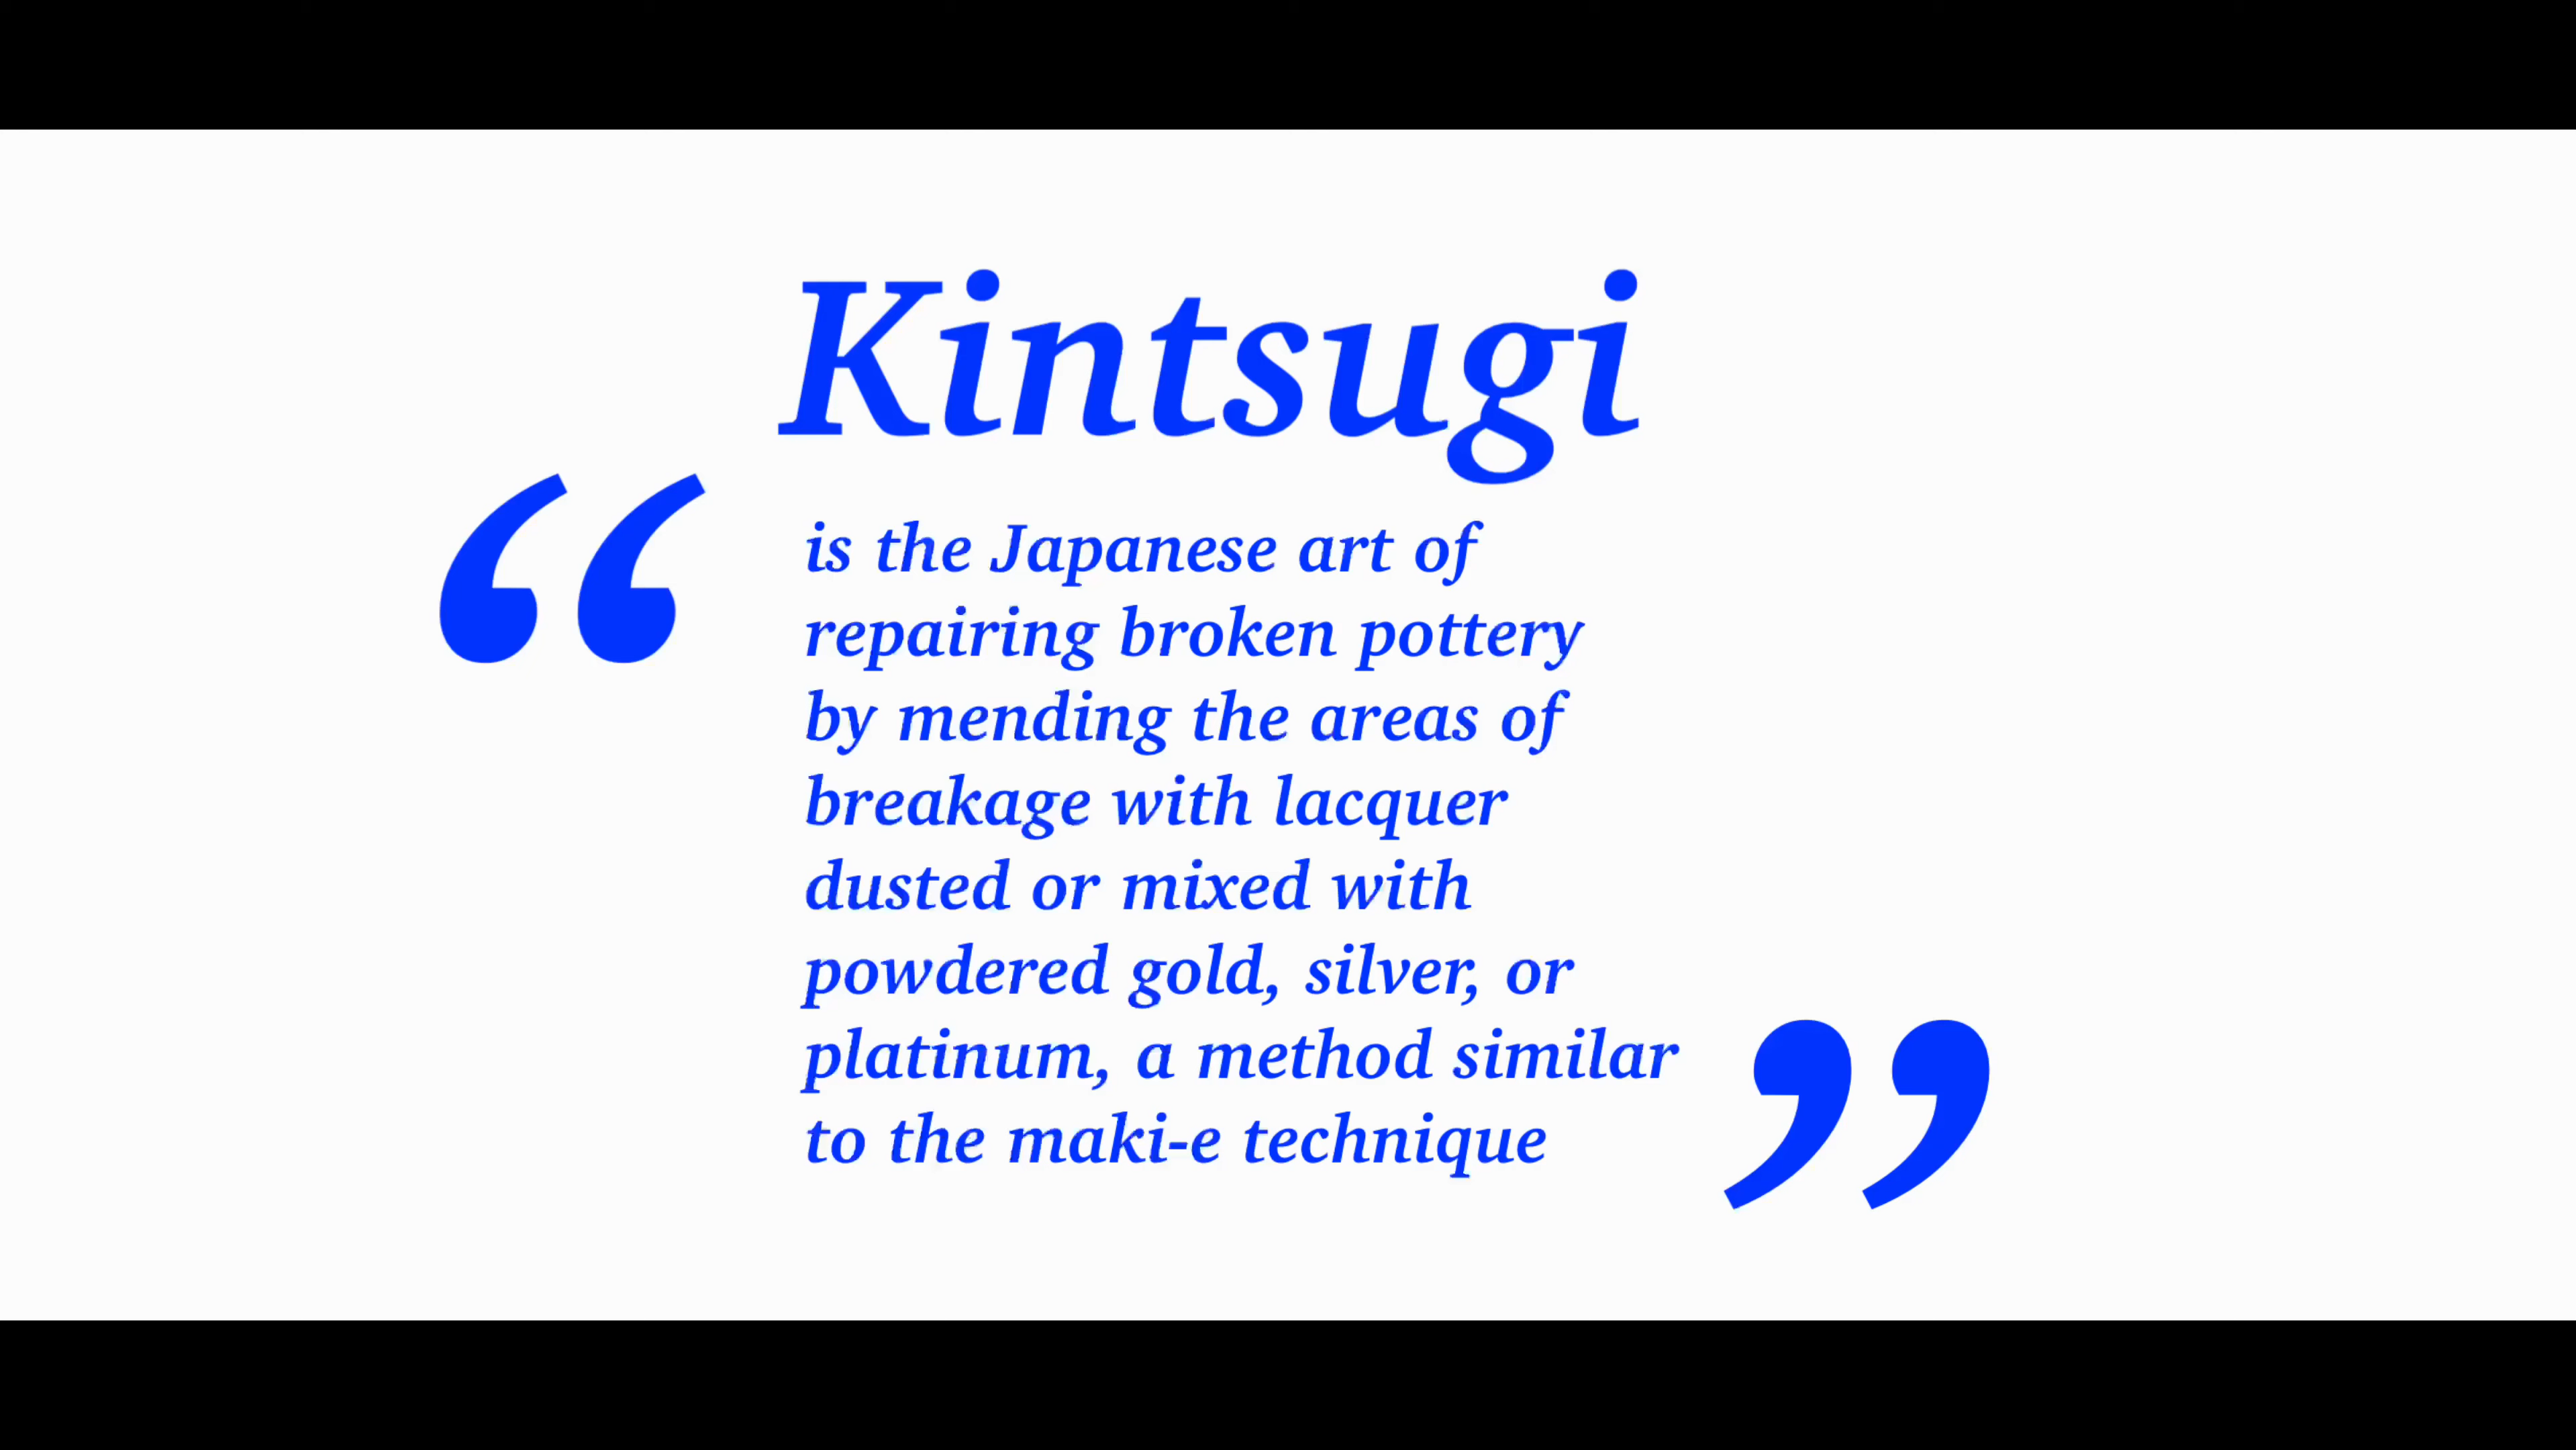 Kintsugi
“
is the Japanese art of
repairing broken pottery
by mending the areas of
breakage with lacquer
dusted or mixed with
powdered gold, silver, or
platinum, a method similar
to the maki-e technique
”